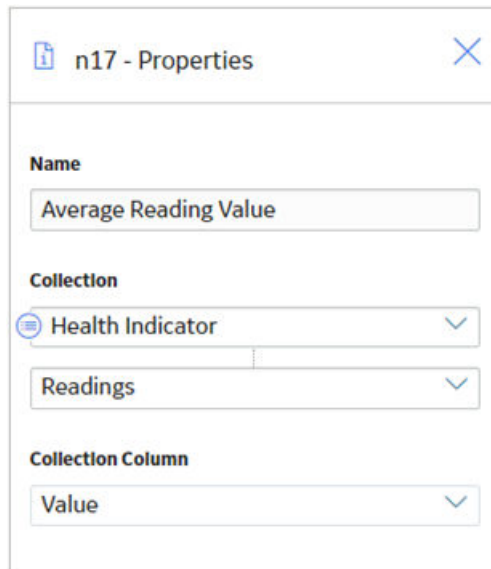 n17 - Properties
Name
Average Reading Value
Collection
Health Indicator
Readings
Collection Column
Value